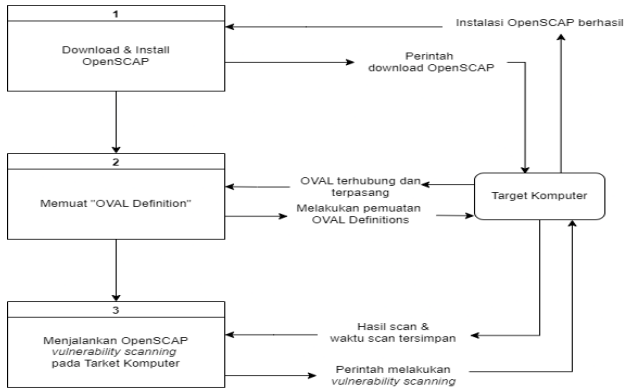 1
Download & Install
OpenSCAP
Instalasi OpenSCAP berhasil
Perintah
download OpenSCAP
2
Memuat "OVAL Definition"
OVAL terhubung dan
terpasang
Melakukan pemuatan
OVAL Definitions
Target Komputer
3
Menjalankan OpenSCAP
vulnerability scanning
pada Tarket Komputer
Hasil scan &
waktu scan tersimpan
Perintah melakukan
vulnerability scanning